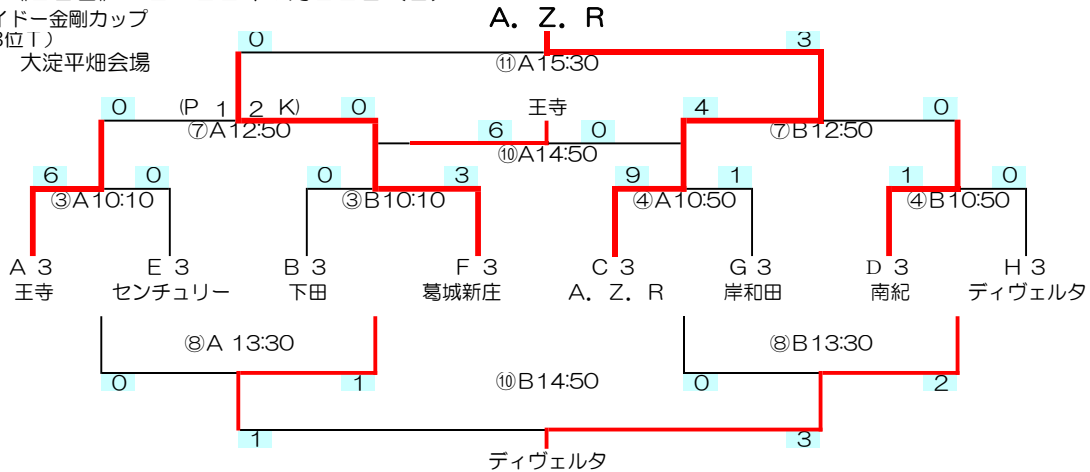 イドー金剛カップ
A．Z．R
3位T）
0 3
大淀平畑会場
⑪A15:30
0 (P 1 2 K) 0 王寺 4 0
⑦A12:50 6 0 ⑦B12:50
⑩A14:50
6 0 0 3 9 1 1 0
③A10:10 ③B10:10 ④A10:50 ④B10:50
A 3 E 3 B 3 F 3 C 3 G 3 D 3 H 3
王寺 センチュリー 下田 葛城新庄 A．Z．R 岸和田 南紀 ディヴェルタ
⑧A 13:30 ⑧B13:30
0 1 ⑩B14:50 0 2
1 3
ディヴェルタ